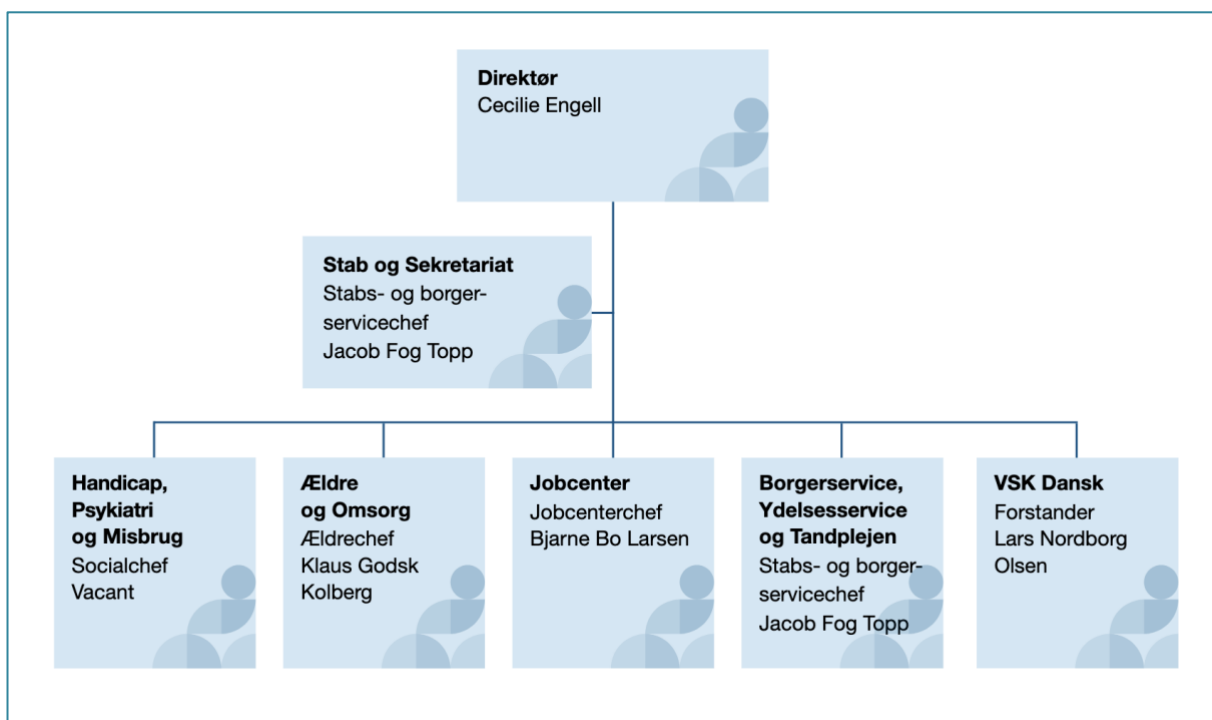 Direktør
Cecilie Engell
Stab og Sekretariat
Stabs- og borger-
servicechef
Jacob Fog Topp
Handicap,
Psykiatri
og Misbrug
Socialchef
Vacant
Ældre
og Omsorg
Ældrechef
Klaus Godsk
Kolberg
Jobcenter
Jobcenterchef
Bjarne Bo Larsen
Borgerservice,
Ydelsesservice
og Tandplejen
Stabs- og borger-
servicechef
Jacob Fog Topp
VSK Dansk
Forstander
Lars Nordborg
Olsen